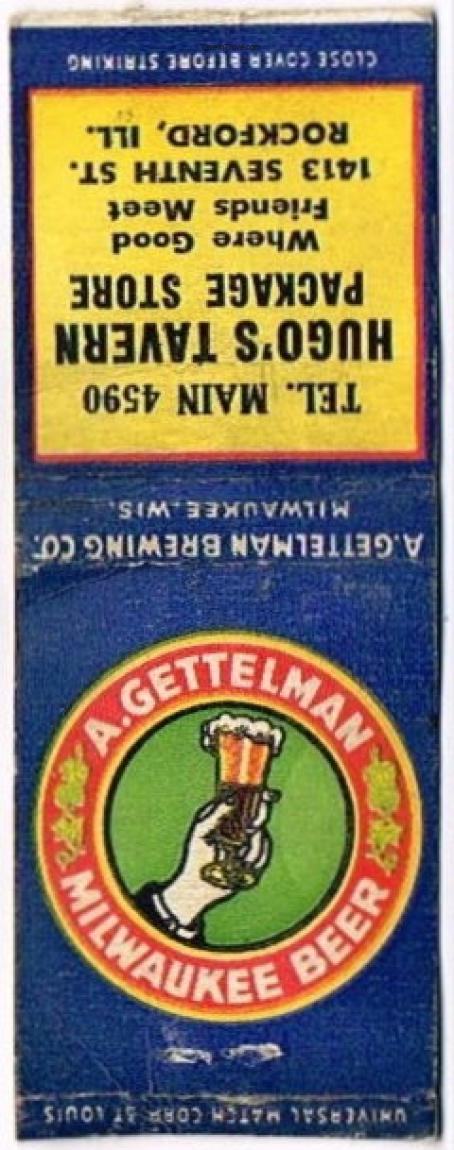 CLOSE COVER BEFORE STRIKING
TEL. MAIN 4590
HUGO'S TAVERN
PACKAGE STORE
Where Good
Friends Meet
1413 SEVENTH ST.
ROCKFORD, ILL.
A. GETTELMAN BREWING CO.
MILWAUKEE. WIS.
A. GETTELMAN
MILWAUKEE BEER
UNIVERSAL MATCH CORP. ST LOUIS